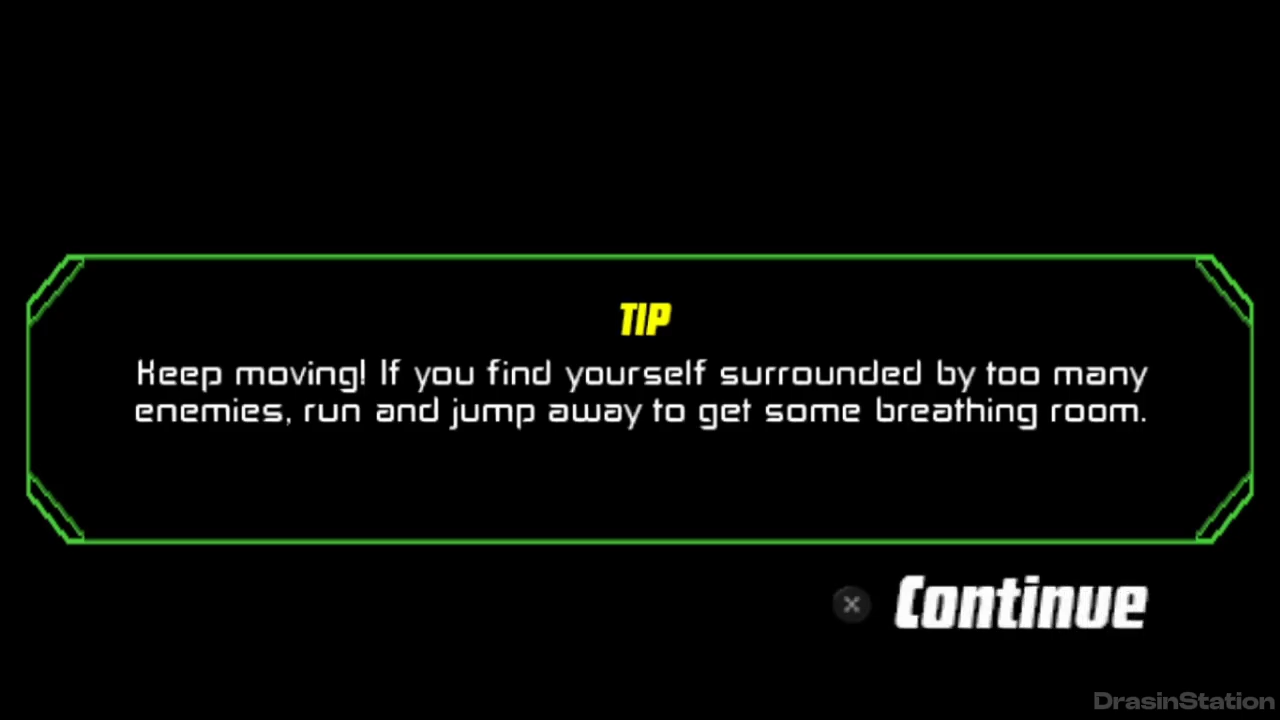 TIP
Keep moving! If you find yourself surrounded by too many
enemies, run and jump away to get some breathing room.
Continue
DrasinStation